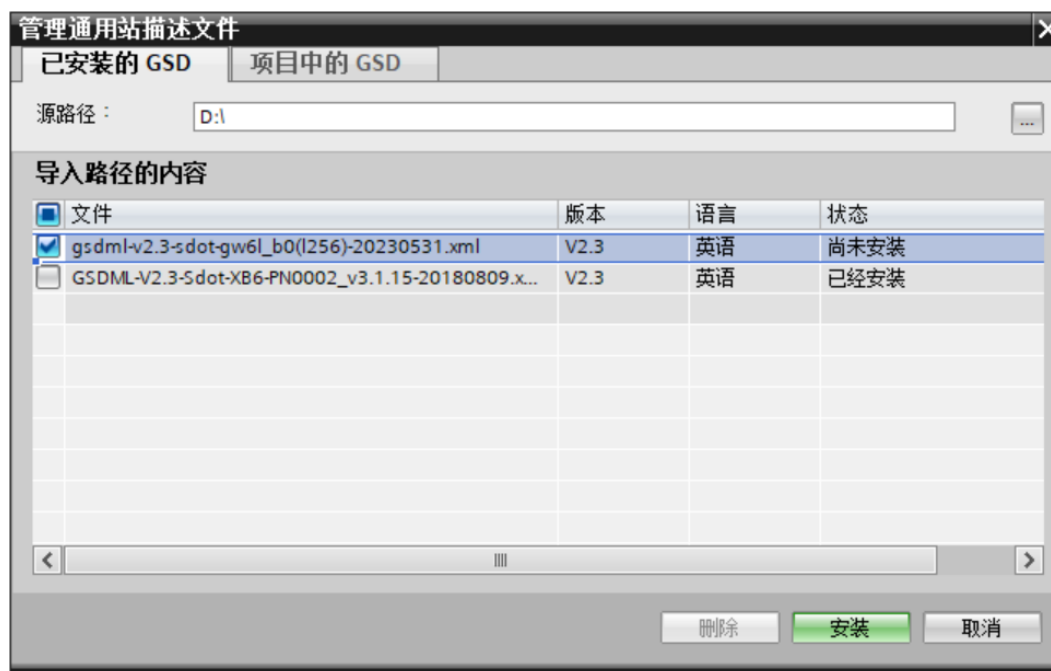 管理通用站描述文件
已安装的 GSD 项目中的 GSD
源路径： D:\ ...
导入路径的内容
文件 版本 语言 状态
gsdml-v2.3-sdot-gw6l_b0(l256)-20230531.xml V2.3 英语 尚未安装
GSDML-V2.3-Sdot-XB6-PN0002_v3.1.15-20180809.x... V2.3 英语 已经安装
删除 安装 取消